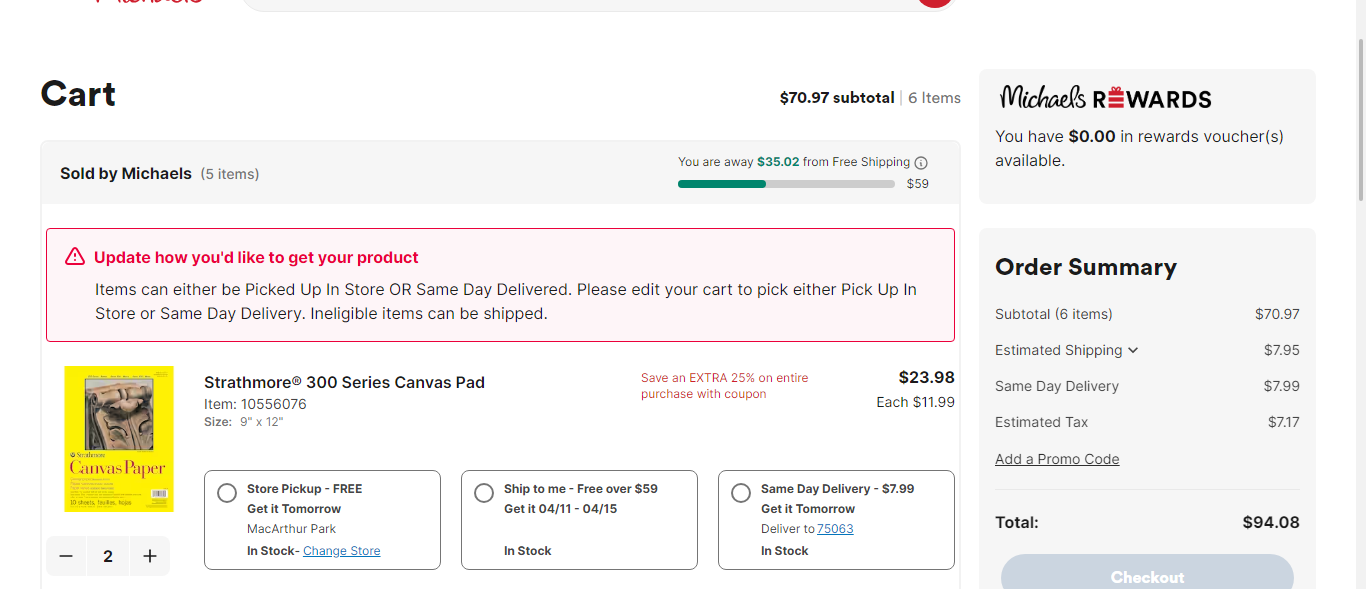 Michaels
Cart
$70.97 subtotal | 6 Items
Sold by Michaels (5 items)
You are away $35.02 from Free Shipping
$59
Update how you'd like to get your product
Items can either be Picked Up In Store OR Same Day Delivered. Please edit your cart to pick either Pick Up In
Store or Same Day Delivery. Ineligible items can be shipped.
Strathmore
Canvas Paper
Strathmore® 300 Series Canvas Pad
Item: 10556076
Size: 9" x 12"
Save an EXTRA 25% on entire
purchase with coupon
$23.98
Each $11.99
2
Store Pickup - FREE
Get it Tomorrow
MacArthur Park
In Stock- Change Store
Ship to me - Free over $59
Get it 04/11 - 04/15
In Stock
Same Day Delivery - $7.99
Get it Tomorrow
Deliver to 75063
In Stock
Michaels REWARDS
You have $0.00 in rewards voucher(s)
available.
Order Summary
Subtotal (6 items) $70.97
Estimated Shipping $7.95
Same Day Delivery $7.99
Estimated Tax $7.17
Add a Promo Code
Total: $94.08
Checkout